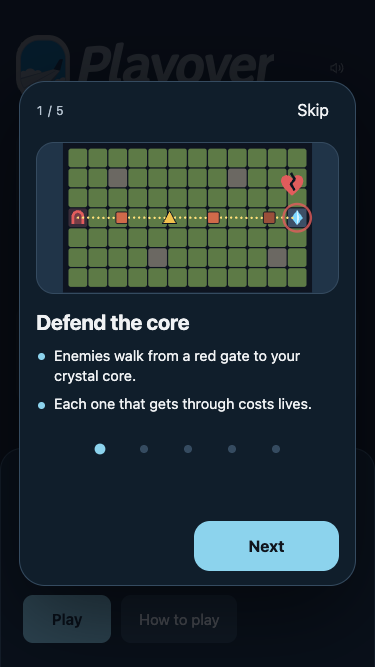 Playover
1 / 5
Skip
Defend the core
Enemies walk from a red gate to your
crystal core.
Each one that gets through costs lives.
Next
Play
How to play